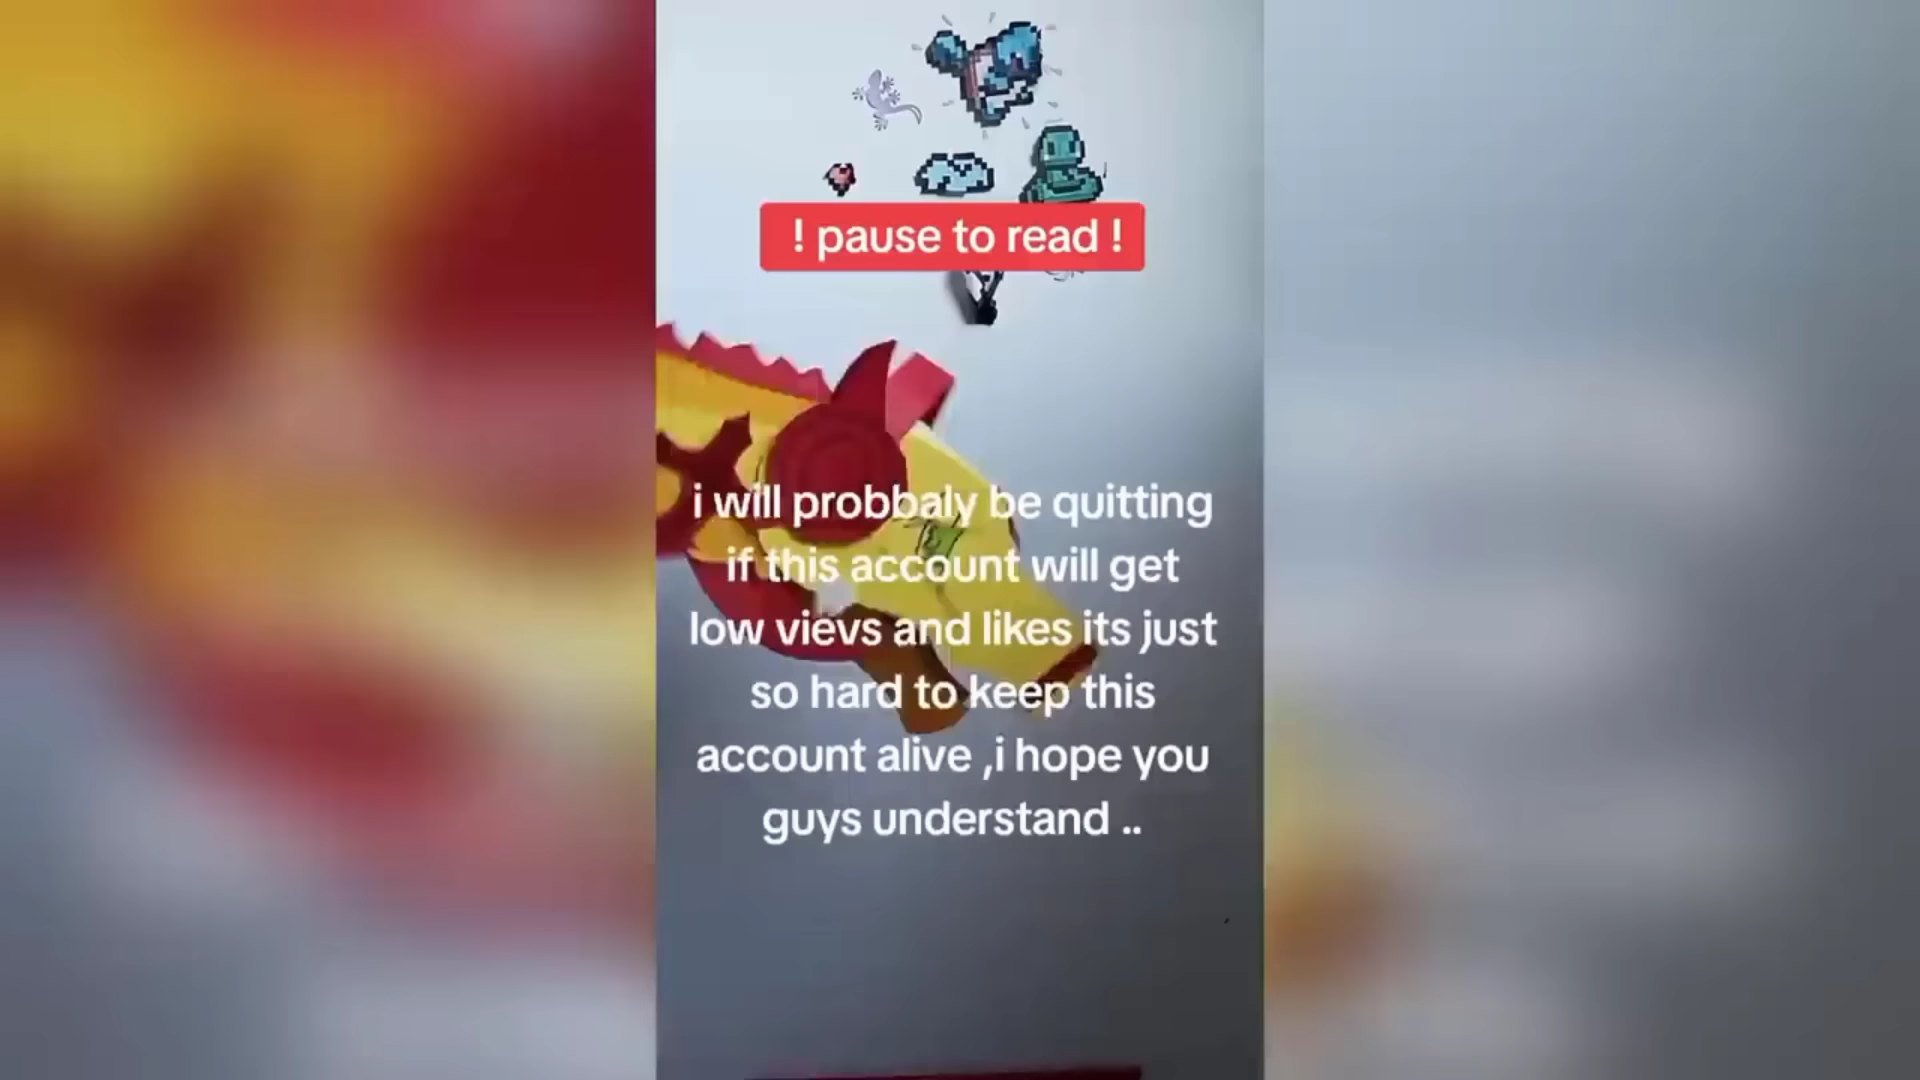 ! pause to read !
i will probbaly be quitting
if this account will get
low vievs and likes its just
so hard to keep this
account alive ,i hope you
guys understand ..